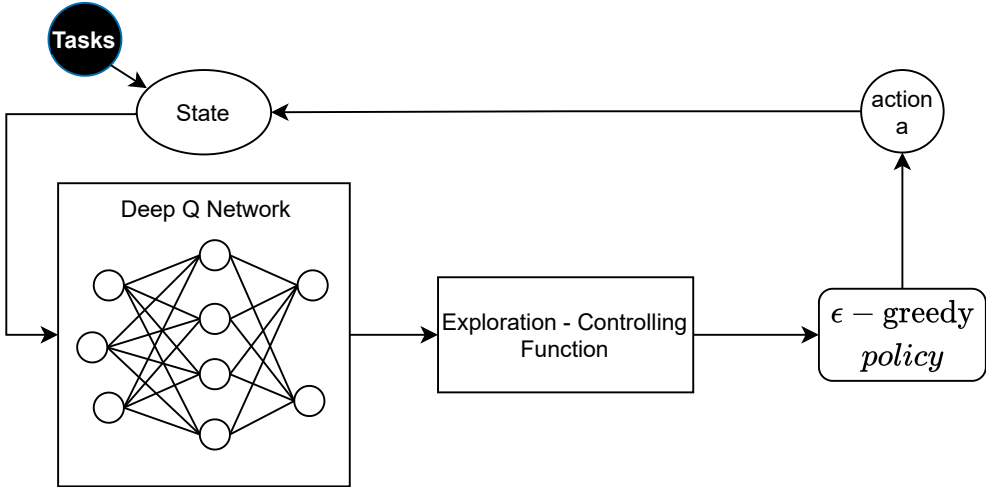 Tasks
State
action
a
Deep Q Network
Exploration - Controlling
Function
ϵ − greedy
policy